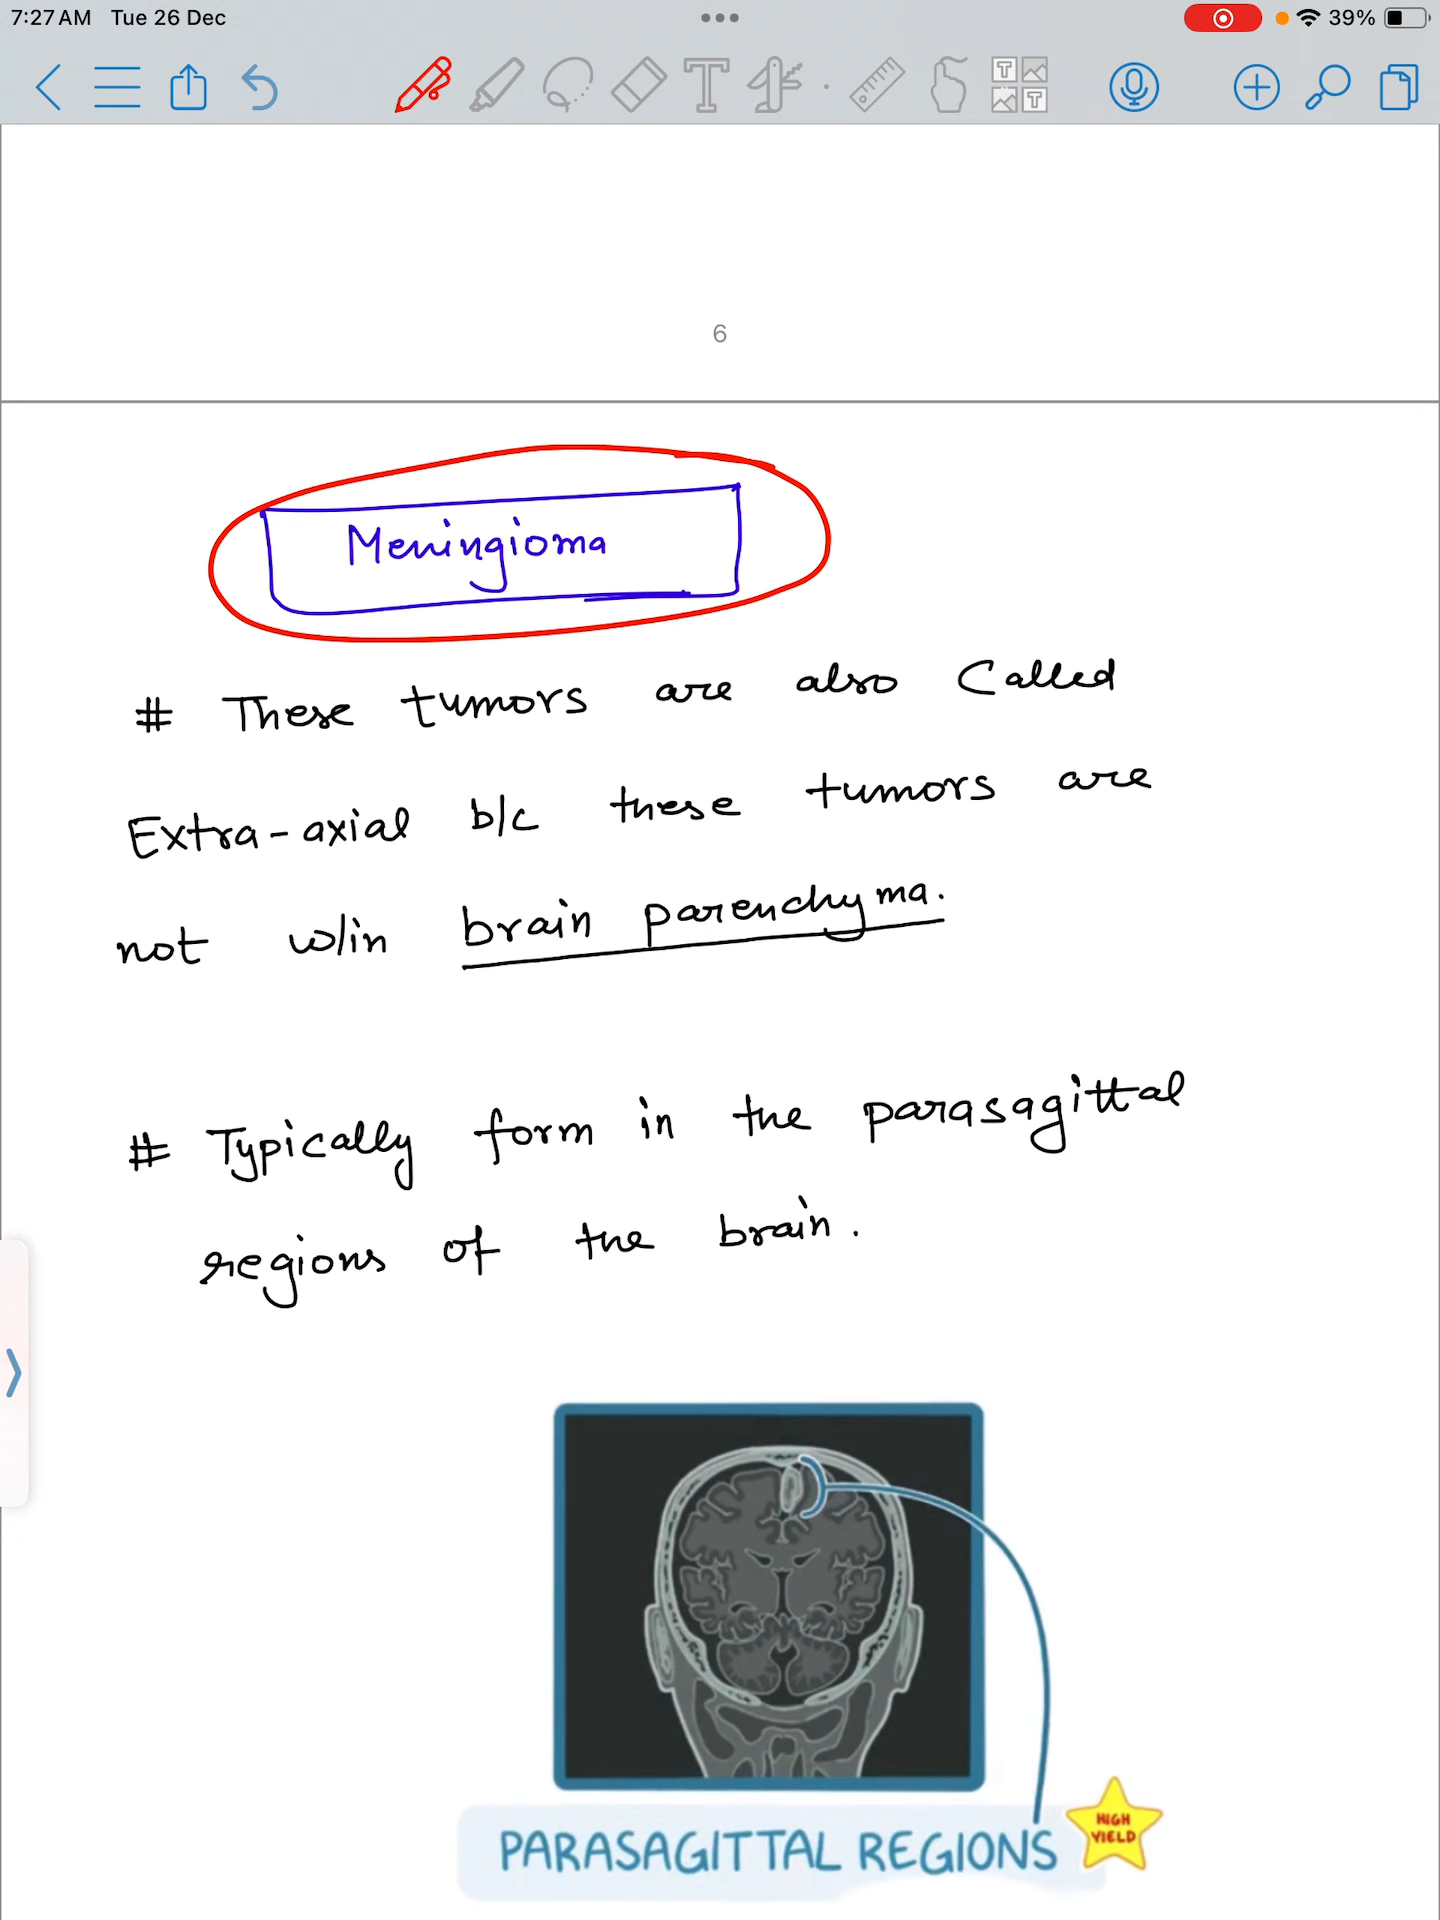 7:27 AM Tue 26 Dec
39%
6
Meningioma
# These tumors are also Called
Extra-axial b/c these tumors are
not w/in brain parenchyma.
# Typically form in the parasagittal
regions of the brain.
HIGH
YIELD
PARASAGITTAL REGIONS